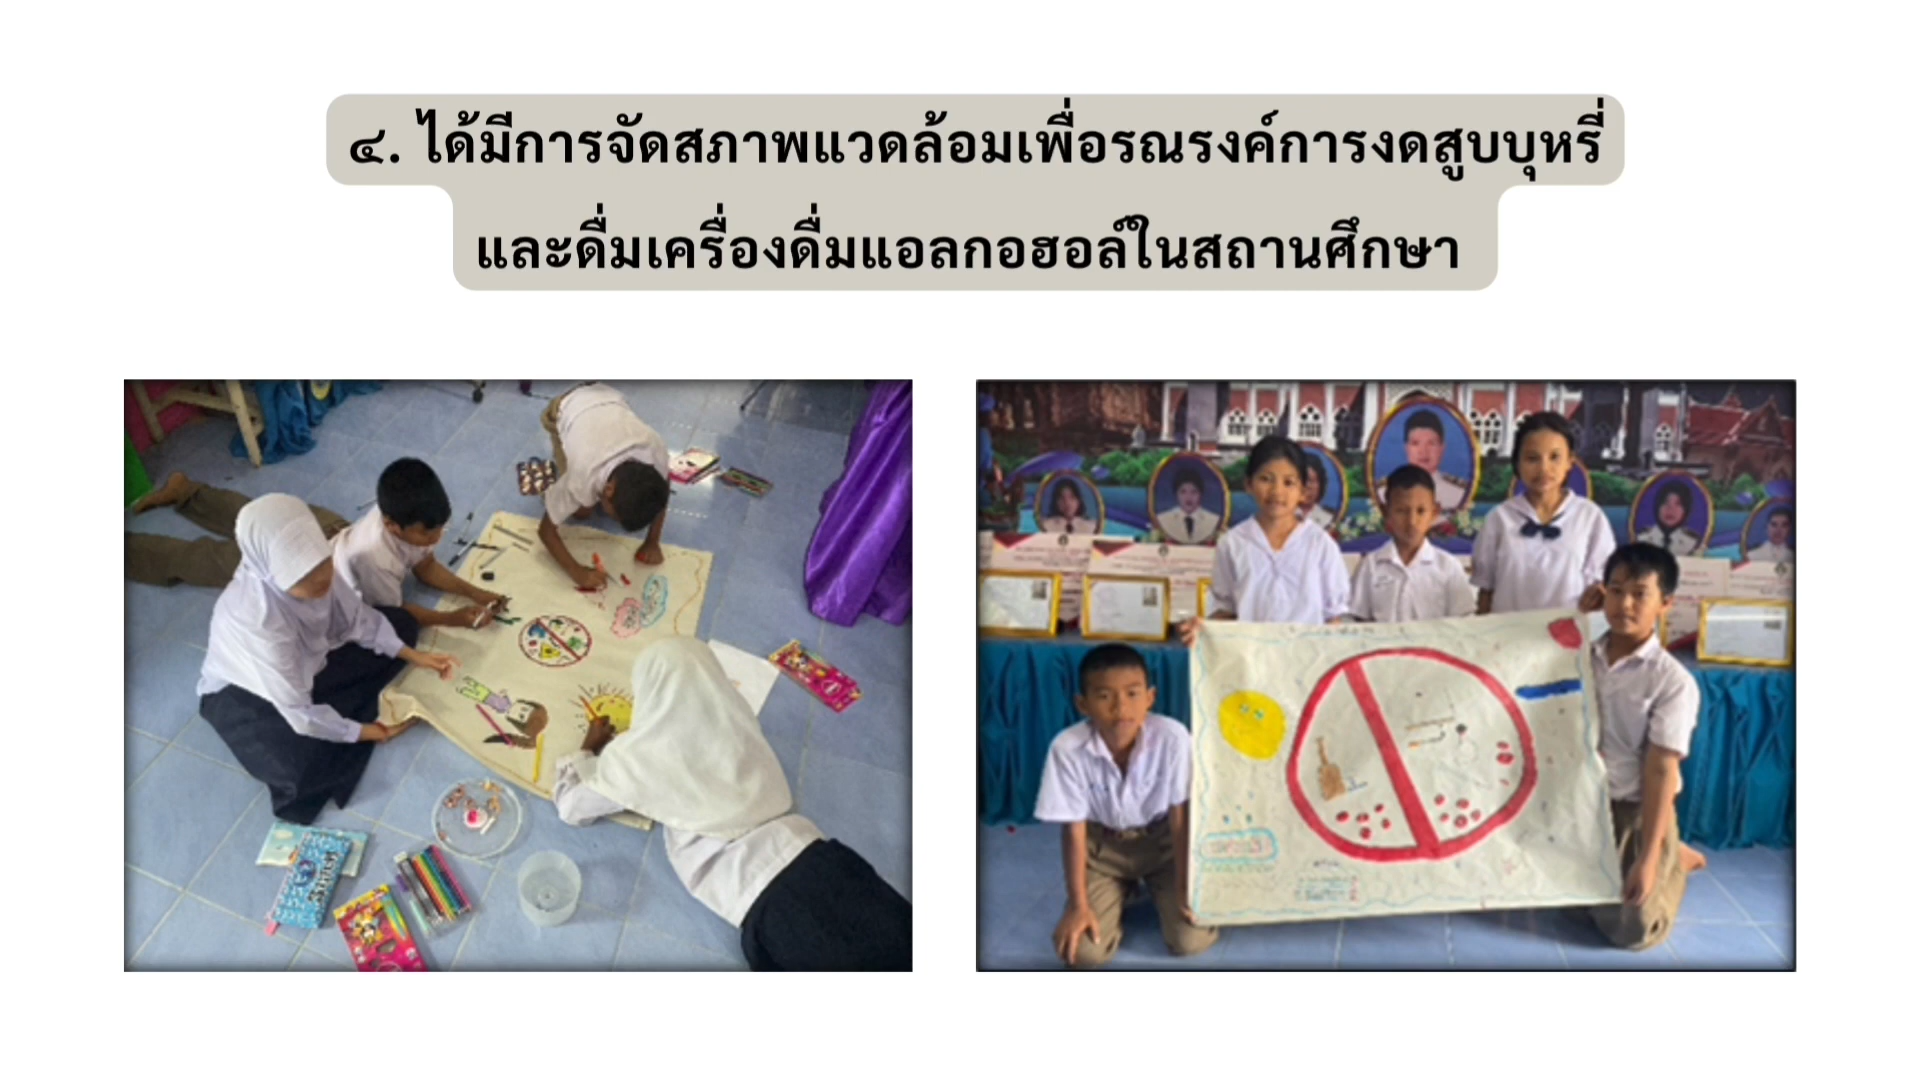 ๔. ได้มีการจัดสภาพแวดล้อมเพื่อรณรงค์การงดสูบบุหรี่
และดื่มเครื่องดื่มแอลกอฮอล์ในสถานศึกษา